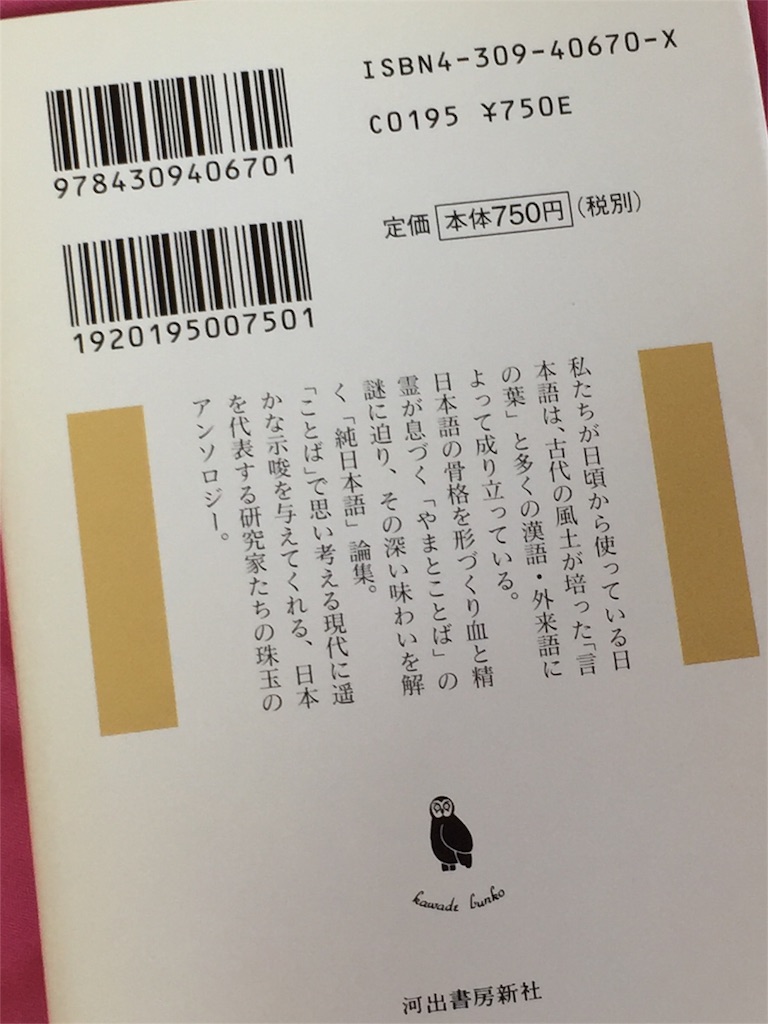 ISBN4-309-40670-X
C0195 ¥750E
9784309406701
定価 本体750円(税別)
1920195007501
私たちが日頃から使っている日
本語は、古代の風土が培った「言
の葉」と多くの漢語・外来語に
よって成り立っている。
日本語の骨格を形づくり血と精
霊が息づく「やまとことば」の
謎に迫り、その深い味わいを解
く「純日本語」論集。
「ことば」で思い考える現代に遥
かな示唆を与えてくれる、日本
を代表する研究家たちの珠玉の
アンソロジー。
kawade bunko
河出書房新社